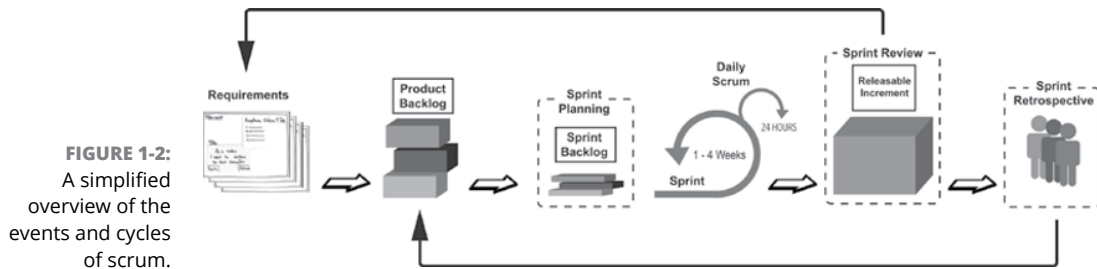 FIGURE 1-2:
A simplified
overview of the
events and cycles
of scrum.
Requirements
Product
Backlog
Sprint
Planning
Sprint
Backlog
Daily
Scrum
24 HOURS
1 - 4 Weeks
Sprint
Sprint Review
Releasable
Increment
Sprint
Retrospective